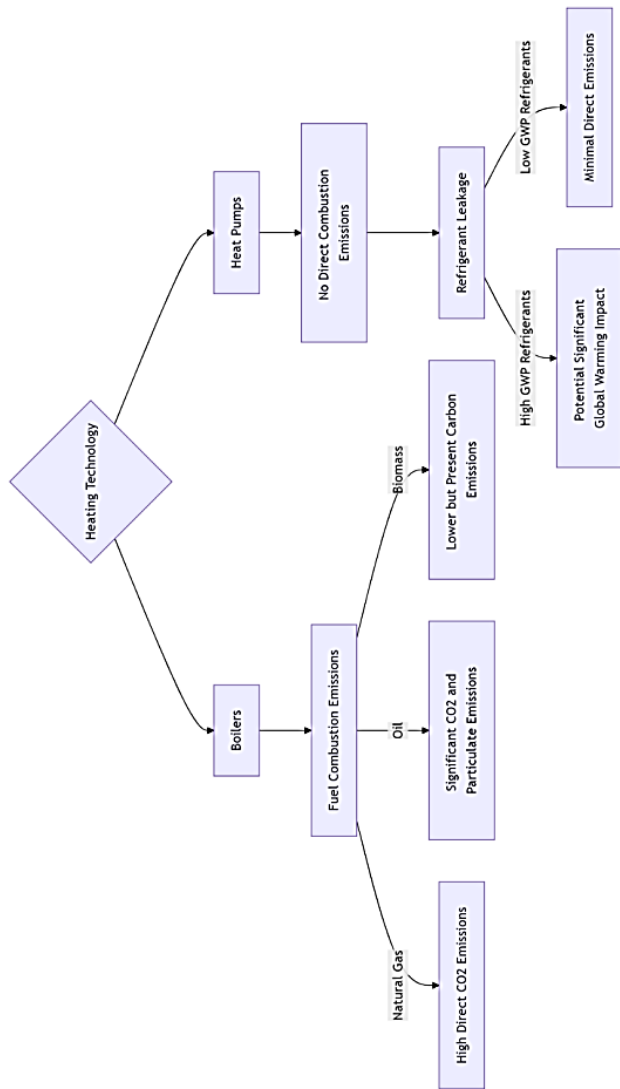 Heating Technology
Boilers
Heat Pumps
Fuel Combustion Emissions
No Direct Combustion
Emissions
Natural Gas
Oil
Biomass
Refrigerant Leakage
High Direct CO2 Emissions
Significant CO2 and
Particulate Emissions
Lower but Present Carbon
Emissions
High GWP Refrigerants
Low GWP Refrigerants
Potential Significant
Global Warming Impact
Minimal Direct Emissions